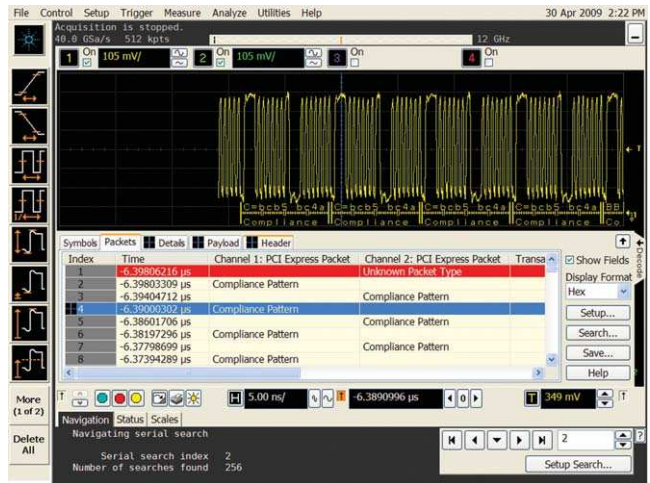 File Control Setup Trigger Measure Analyze Utilities Help 30 Apr 2009 2:22 PM
Acquisition is stopped.
40.0 GSa/s 512 kpts 12 GHz
1 On 105 mV/ 2 On 105 mV/ 3 On 4 On
T
C=bcb5 bc4a C=bcb5 bc4a C=bcb5 bc4a C=bcb5 bc4a BB
Compliance Compliance Compliance Compliance Co
Symbols Packets Details Payload Header
Decode
Index Time Channel 1: PCI Express Packet Channel 2: PCI Express Packet Transa
1 -6.39806216 µs Unknown Packet Type
2 -6.39803309 µs Compliance Pattern
3 -6.39404712 µs Compliance Pattern
4 -6.39000302 µs Compliance Pattern
5 -6.38601706 µs Compliance Pattern
6 -6.38197296 µs Compliance Pattern
7 -6.37798699 µs Compliance Pattern
8 -6.37394289 µs Compliance Pattern
Show Fields
Display Format
Hex
Setup...
Search...
Save...
Help
More
(1 of 2)
Delete
All
H 5.00 ns/ -6.3890996 µs 0 T 349 mV
Navigation Status Scales
Navigating serial search
Serial search index 2
Number of searches found 256
2
?
Setup Search...